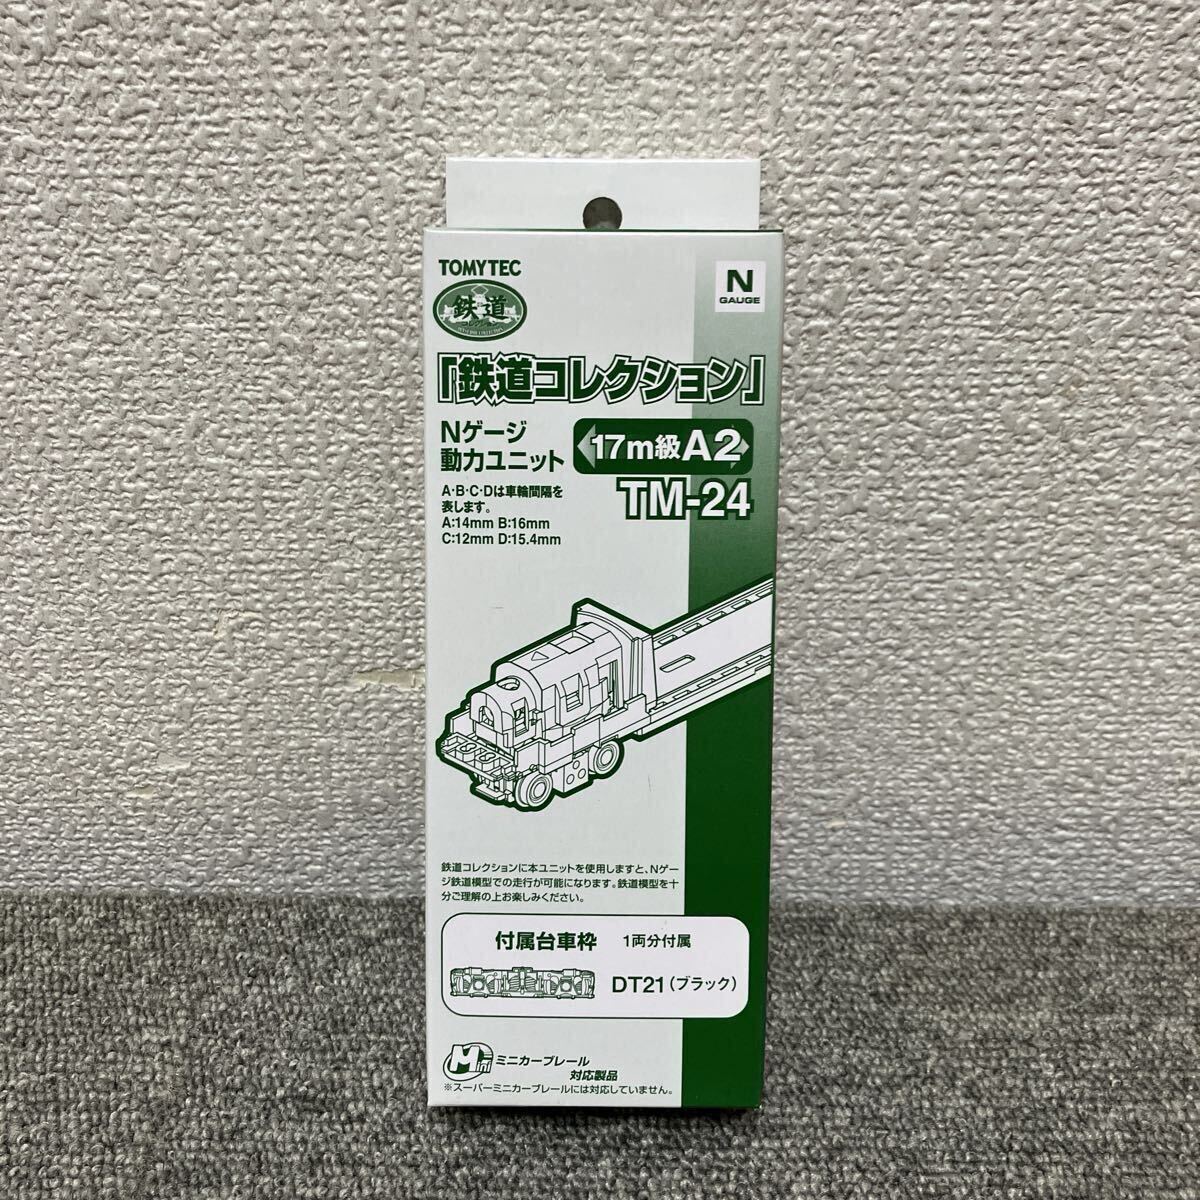 TOMYTEC
鉄道
コレクション
N
GAUGE
「鉄道コレクション」
Nゲージ
動力ユニット
17m級 A2
TM-24
A・B・C・Dは車輪間隔を
表します。
A:14mm B:16mm
C:12mm D:15.4mm
鉄道コレクションに本ユニットを使用しますと、Nゲー
ジ鉄道模型での走行が可能になります。鉄道模型を十
分ご理解の上お楽しみください。
付属台車枠 1両分付属
DT21(ブラック)
Mini
ミニカーブレール
対応製品
※スーパーミニカーブレールには対応していません。